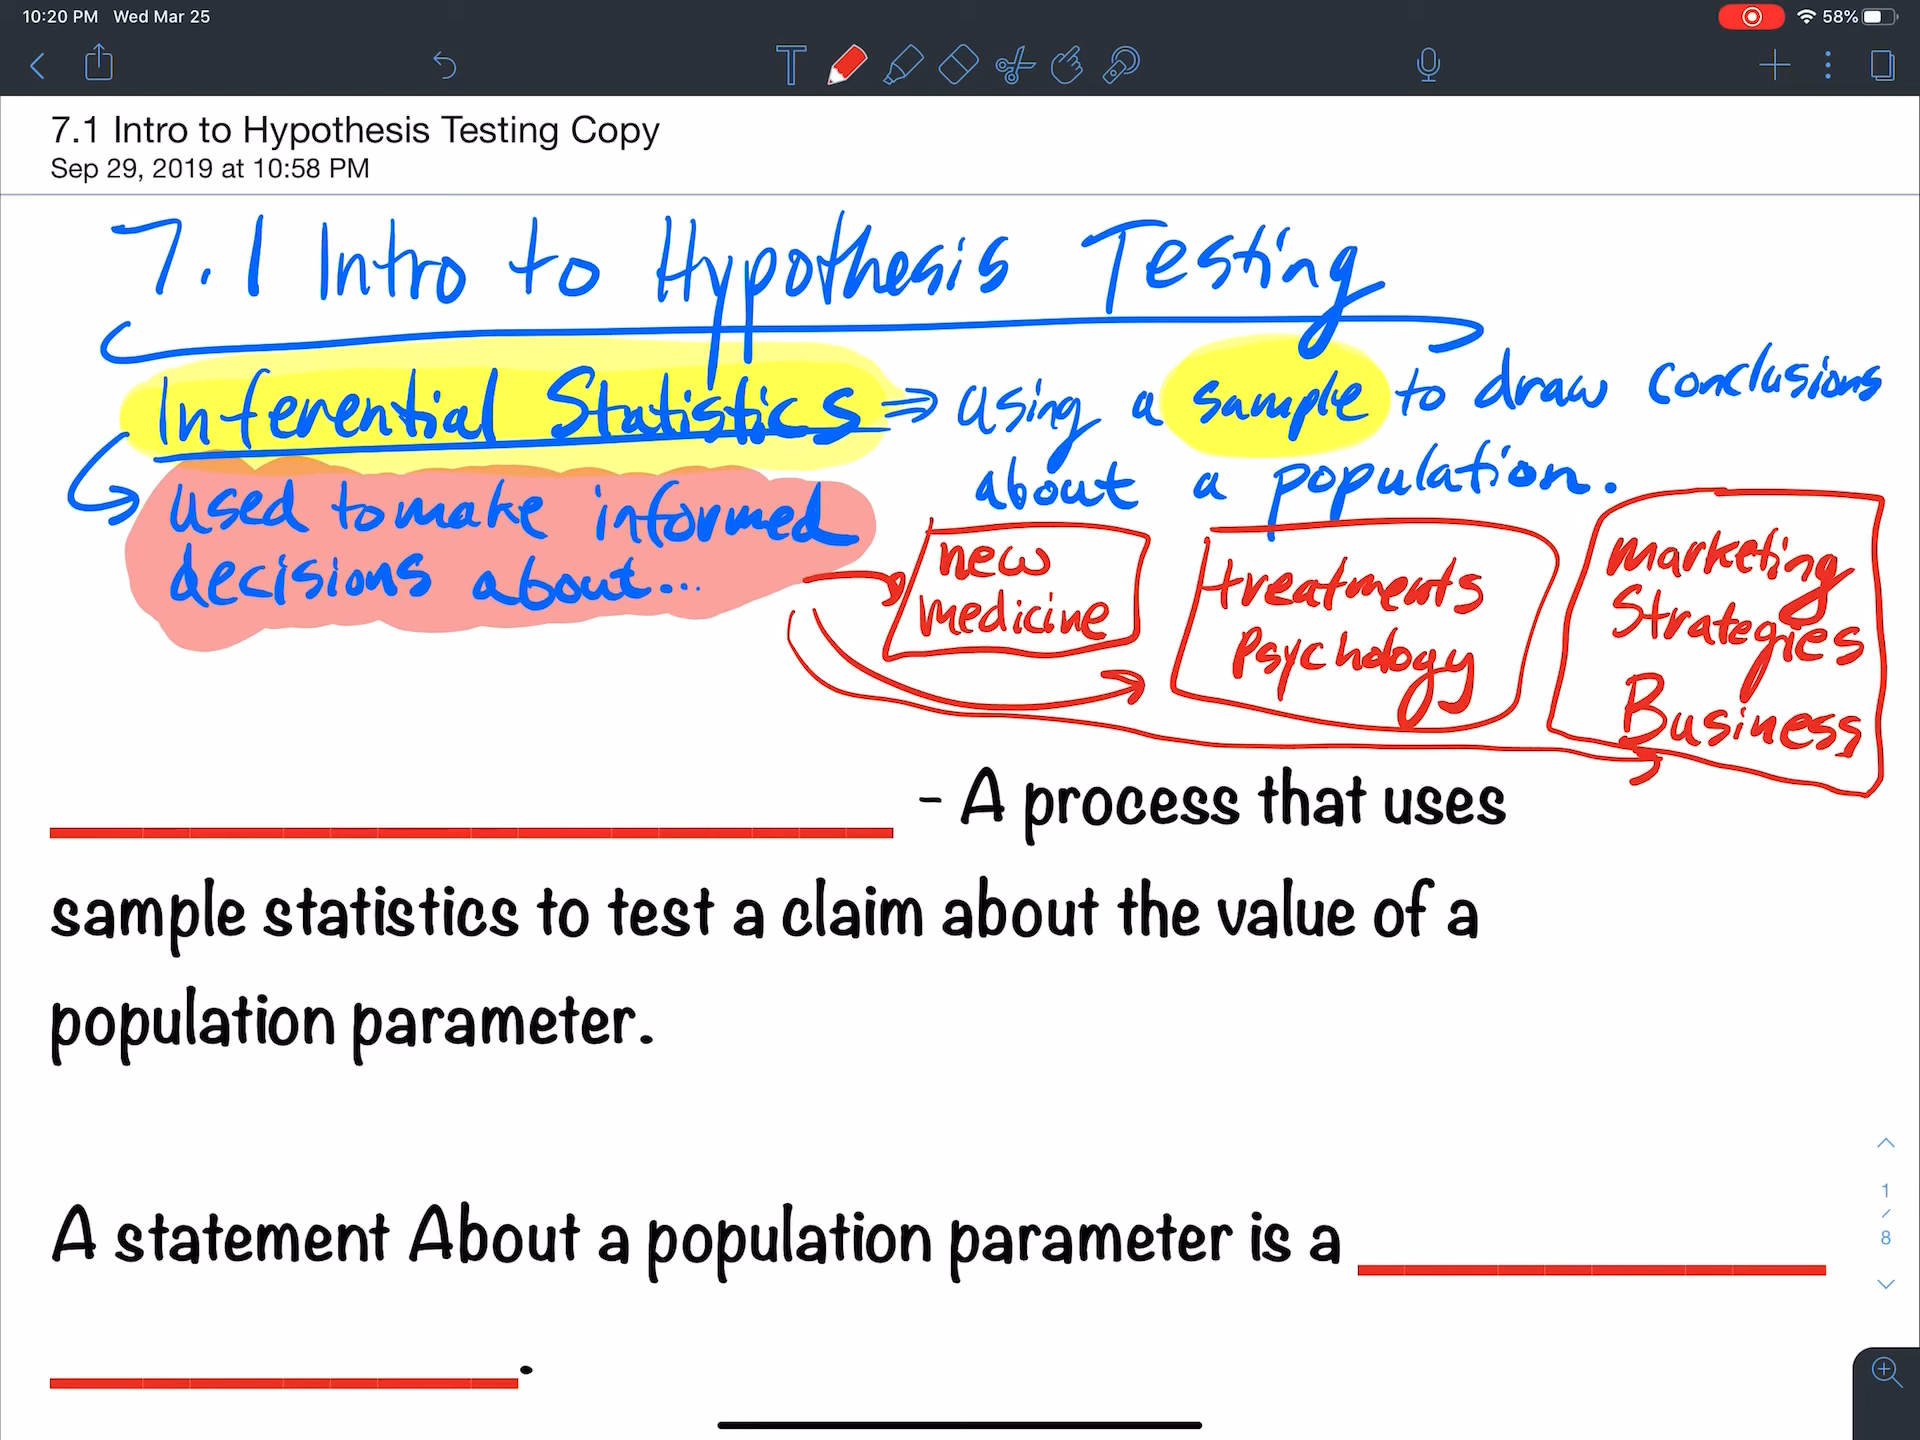 10:20 PM Wed Mar 25
58%
7.1 Intro to Hypothesis Testing Copy
Sep 29, 2019 at 10:58 PM
7.1 Intro to Hypothesis Testing
Inferential Statistics ⇒ Using a sample to draw conclusions
about a population.
used to make informed
decisions about...
new
medicine
treatments
Psychology
marketing
Strategies
Business
- A process that uses
sample statistics to test a claim about the value of a
population parameter.
A statement About a population parameter is a
.
1
/
8